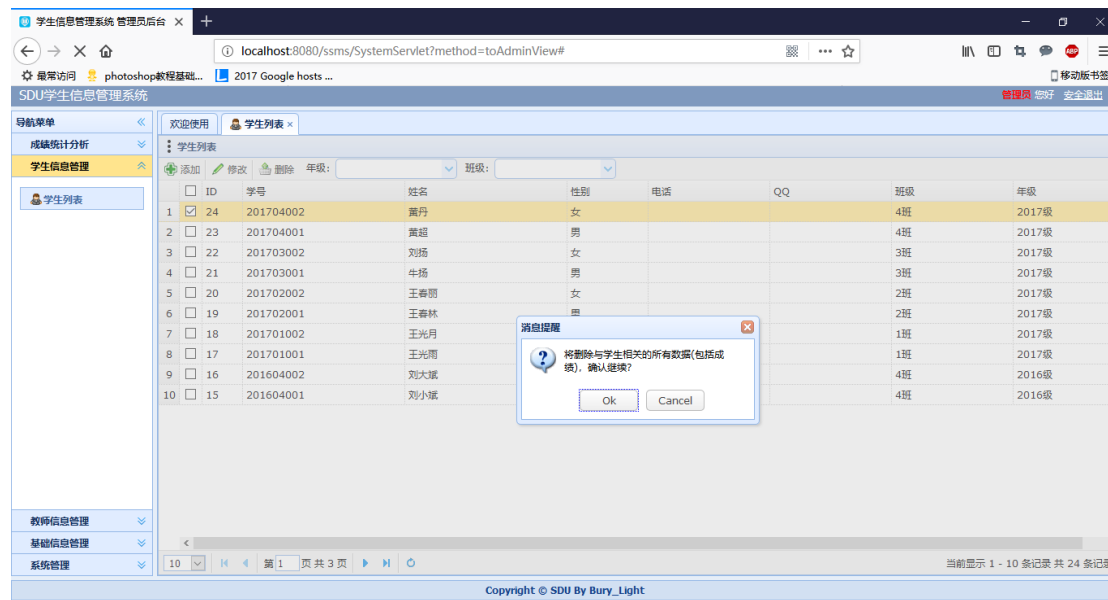 学生信息管理系统 管理员后台
localhost:8080/ssms/SystemServlet?method=toAdminView#
ABP
最常访问 photoshop教程基础... 2017 Google hosts ... 移动版书签
SDU学生信息管理系统 管理员 您好 安全退出
导航菜单
成绩统计分析
学生信息管理
学生列表
教师信息管理
基础信息管理
系统管理
欢迎使用 学生列表
学生列表
添加 修改 删除 年级: 班级:
ID 学号 姓名 性别 电话 QQ 班级 年级
1 24 201704002 黄丹 女 4班 2017级
2 23 201704001 黄超 男 4班 2017级
3 22 201703002 刘扬 女 3班 2017级
4 21 201703001 牛扬 男 3班 2017级
5 20 201702002 王春丽 女 2班 2017级
6 19 201702001 王春林 男 2班 2017级
7 18 201701002 王光月 1班 2017级
8 17 201701001 王光雨 1班 2017级
9 16 201604002 刘大斌 4班 2016级
10 15 201604001 刘小斌 4班 2016级
消息提醒
将删除与学生相关的所有数据(包括成
绩)，确认继续?
Ok Cancel
10 第 1 页 共 3 页 当前显示 1 - 10 条记录 共 24 条记录
Copyright © SDU By Bury_Light